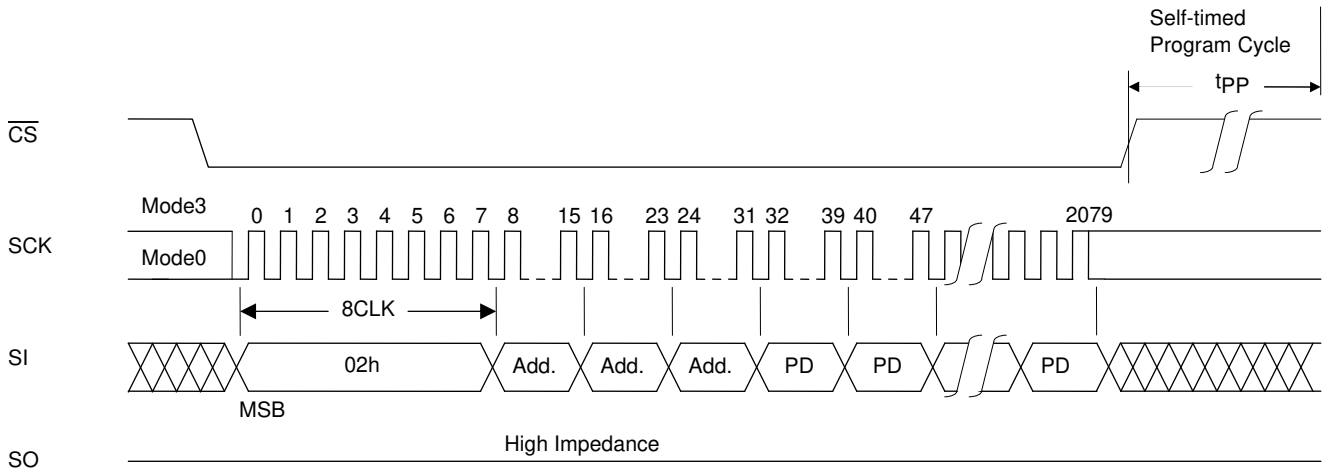 Self-timed
Program Cycle
tPP
CS
Mode3
0 1 2 3 4 5 6 7 8 15 16 23 24 31 32 39 40 47 2079
SCK
Mode0
8CLK
SI
02h Add. Add. Add. PD PD PD
MSB
High Impedance
SO